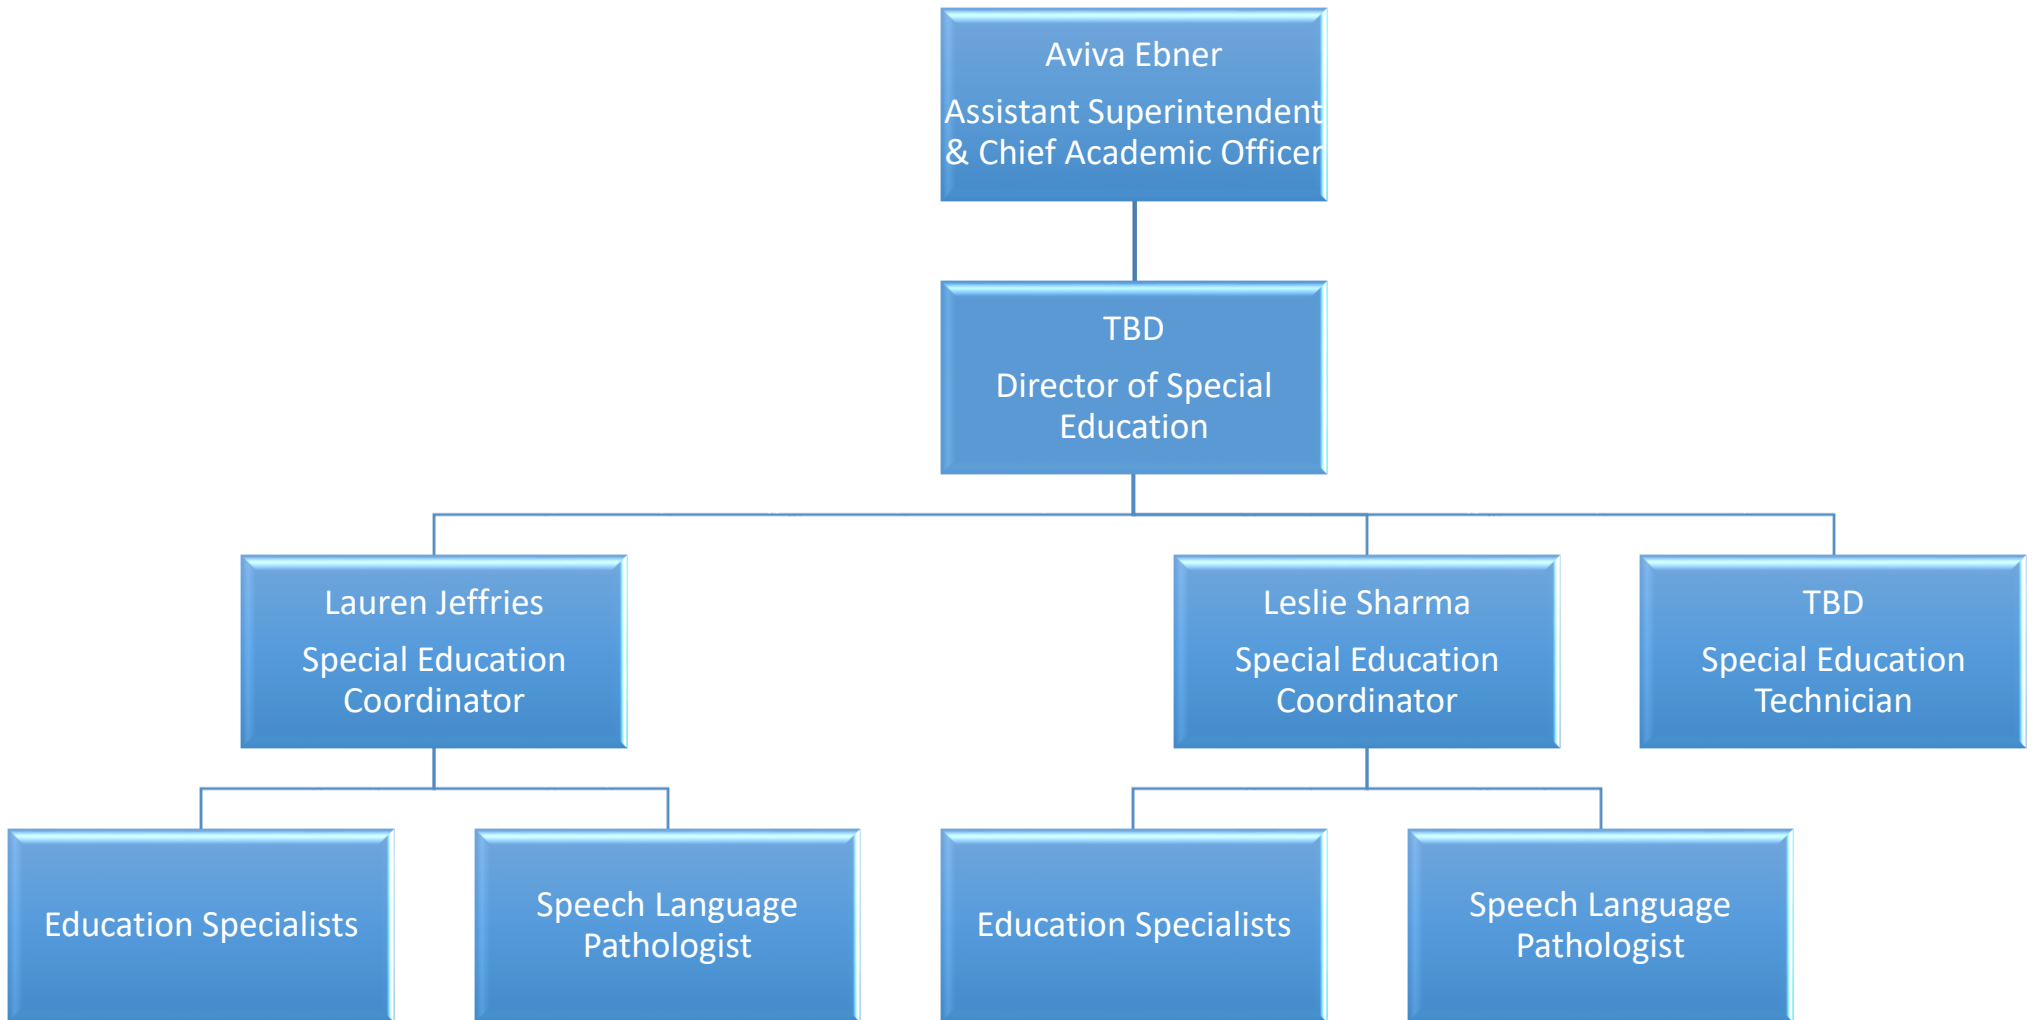 Aviva Ebner
Assistant Superintendent
& Chief Academic Officer
TBD
Director of Special
Education
Lauren Jeffries
Special Education
Coordinator
Leslie Sharma
Special Education
Coordinator
TBD
Special Education
Technician
Education Specialists
Speech Language
Pathologist
Education Specialists
Speech Language
Pathologist